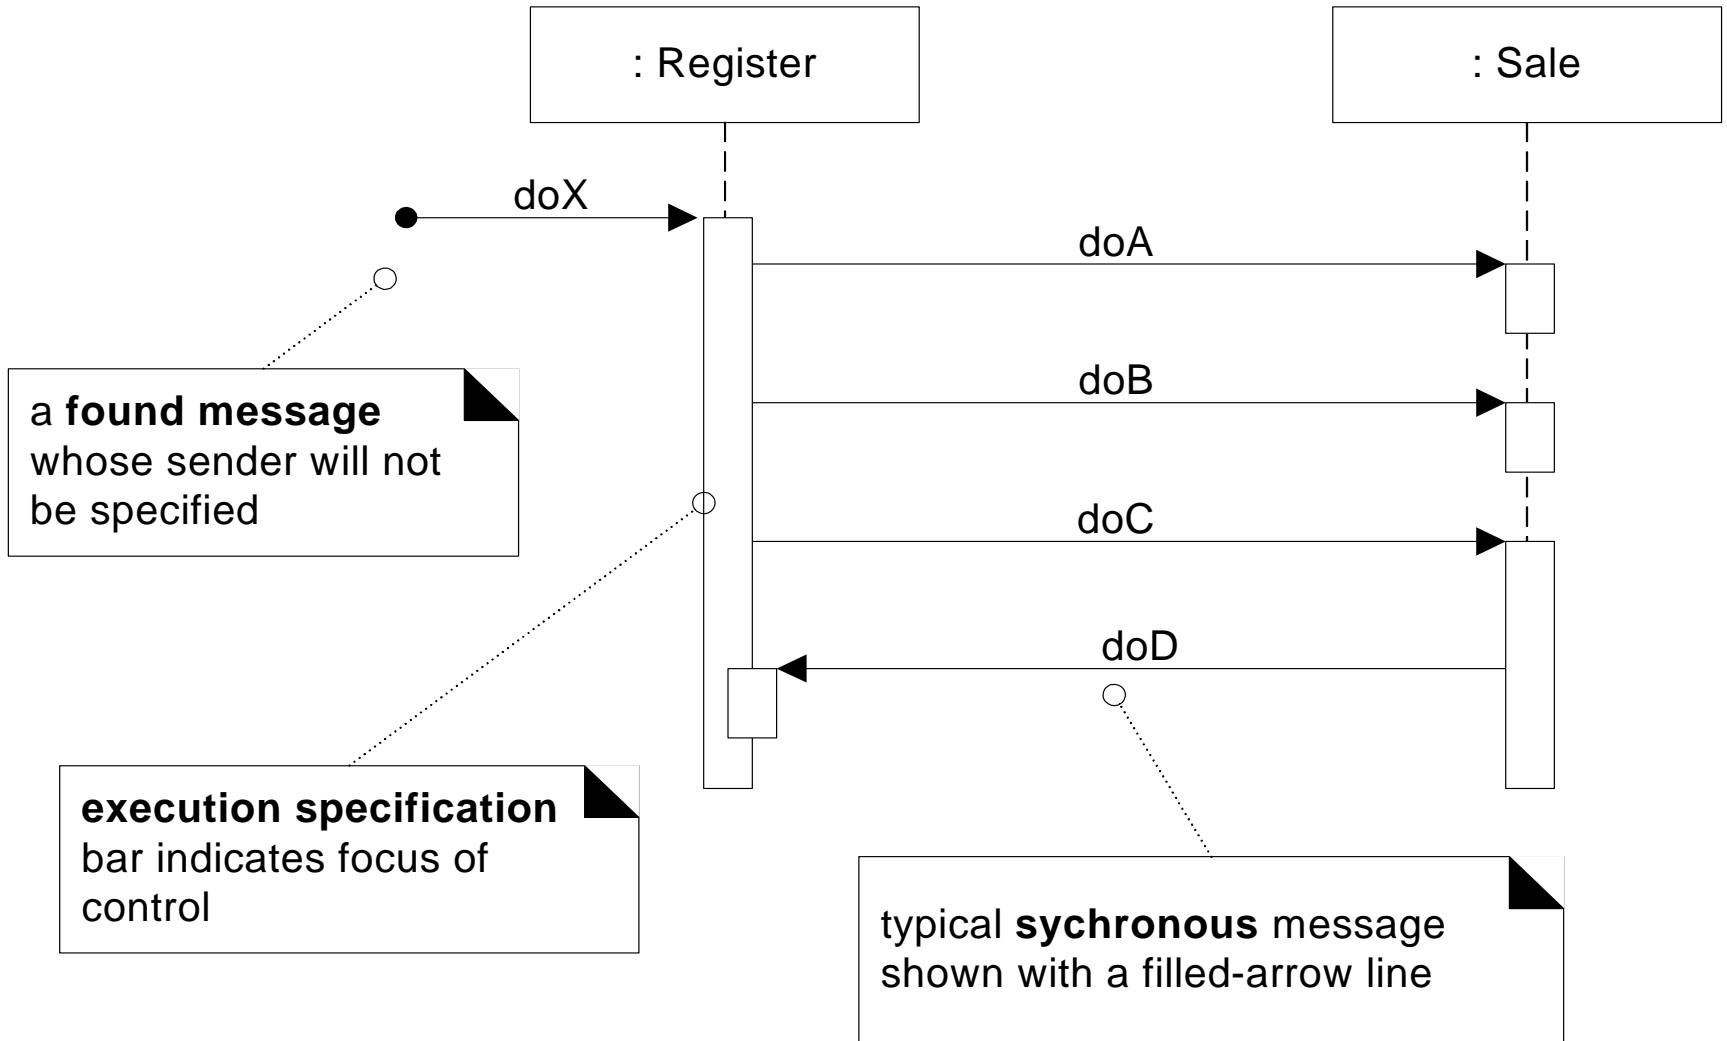 : Register
: Sale
doX
doA
doB
a found message
whose sender will not
be specified
doC
doD
execution specification
bar indicates focus of
control
typical sychronous message
shown with a filled-arrow line